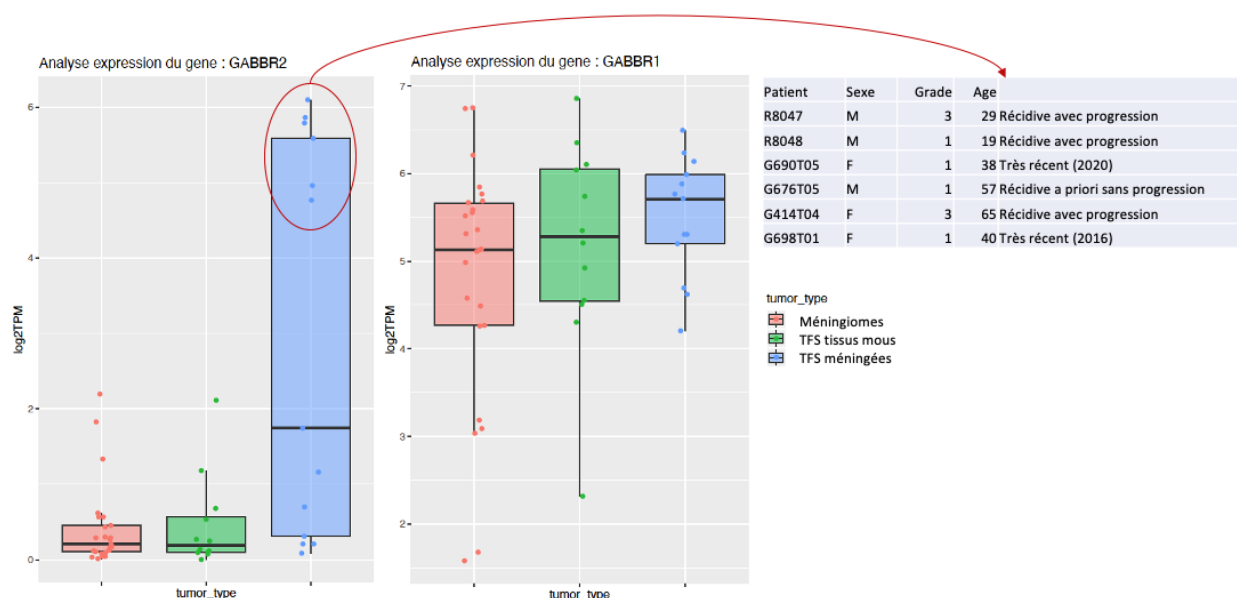 Analyse expression du gene : GABBR2
log2TPM
6
4
2
0
tumor_type
Analyse expression du gene : GABBR1
log2TPM
7
6
5
4
3
2
tumor_type
Patient Sexe Grade Age
R8047 M 3 29 Récidive avec progression
R8048 M 1 19 Récidive avec progression
G690T05 F 1 38 Très récent (2020)
G676T05 M 1 57 Récidive a priori sans progression
G414T04 F 3 65 Récidive avec progression
G698T01 F 1 40 Très récent (2016)
tumor_type
Méningiomes
TFS tissus mous
TFS méningées